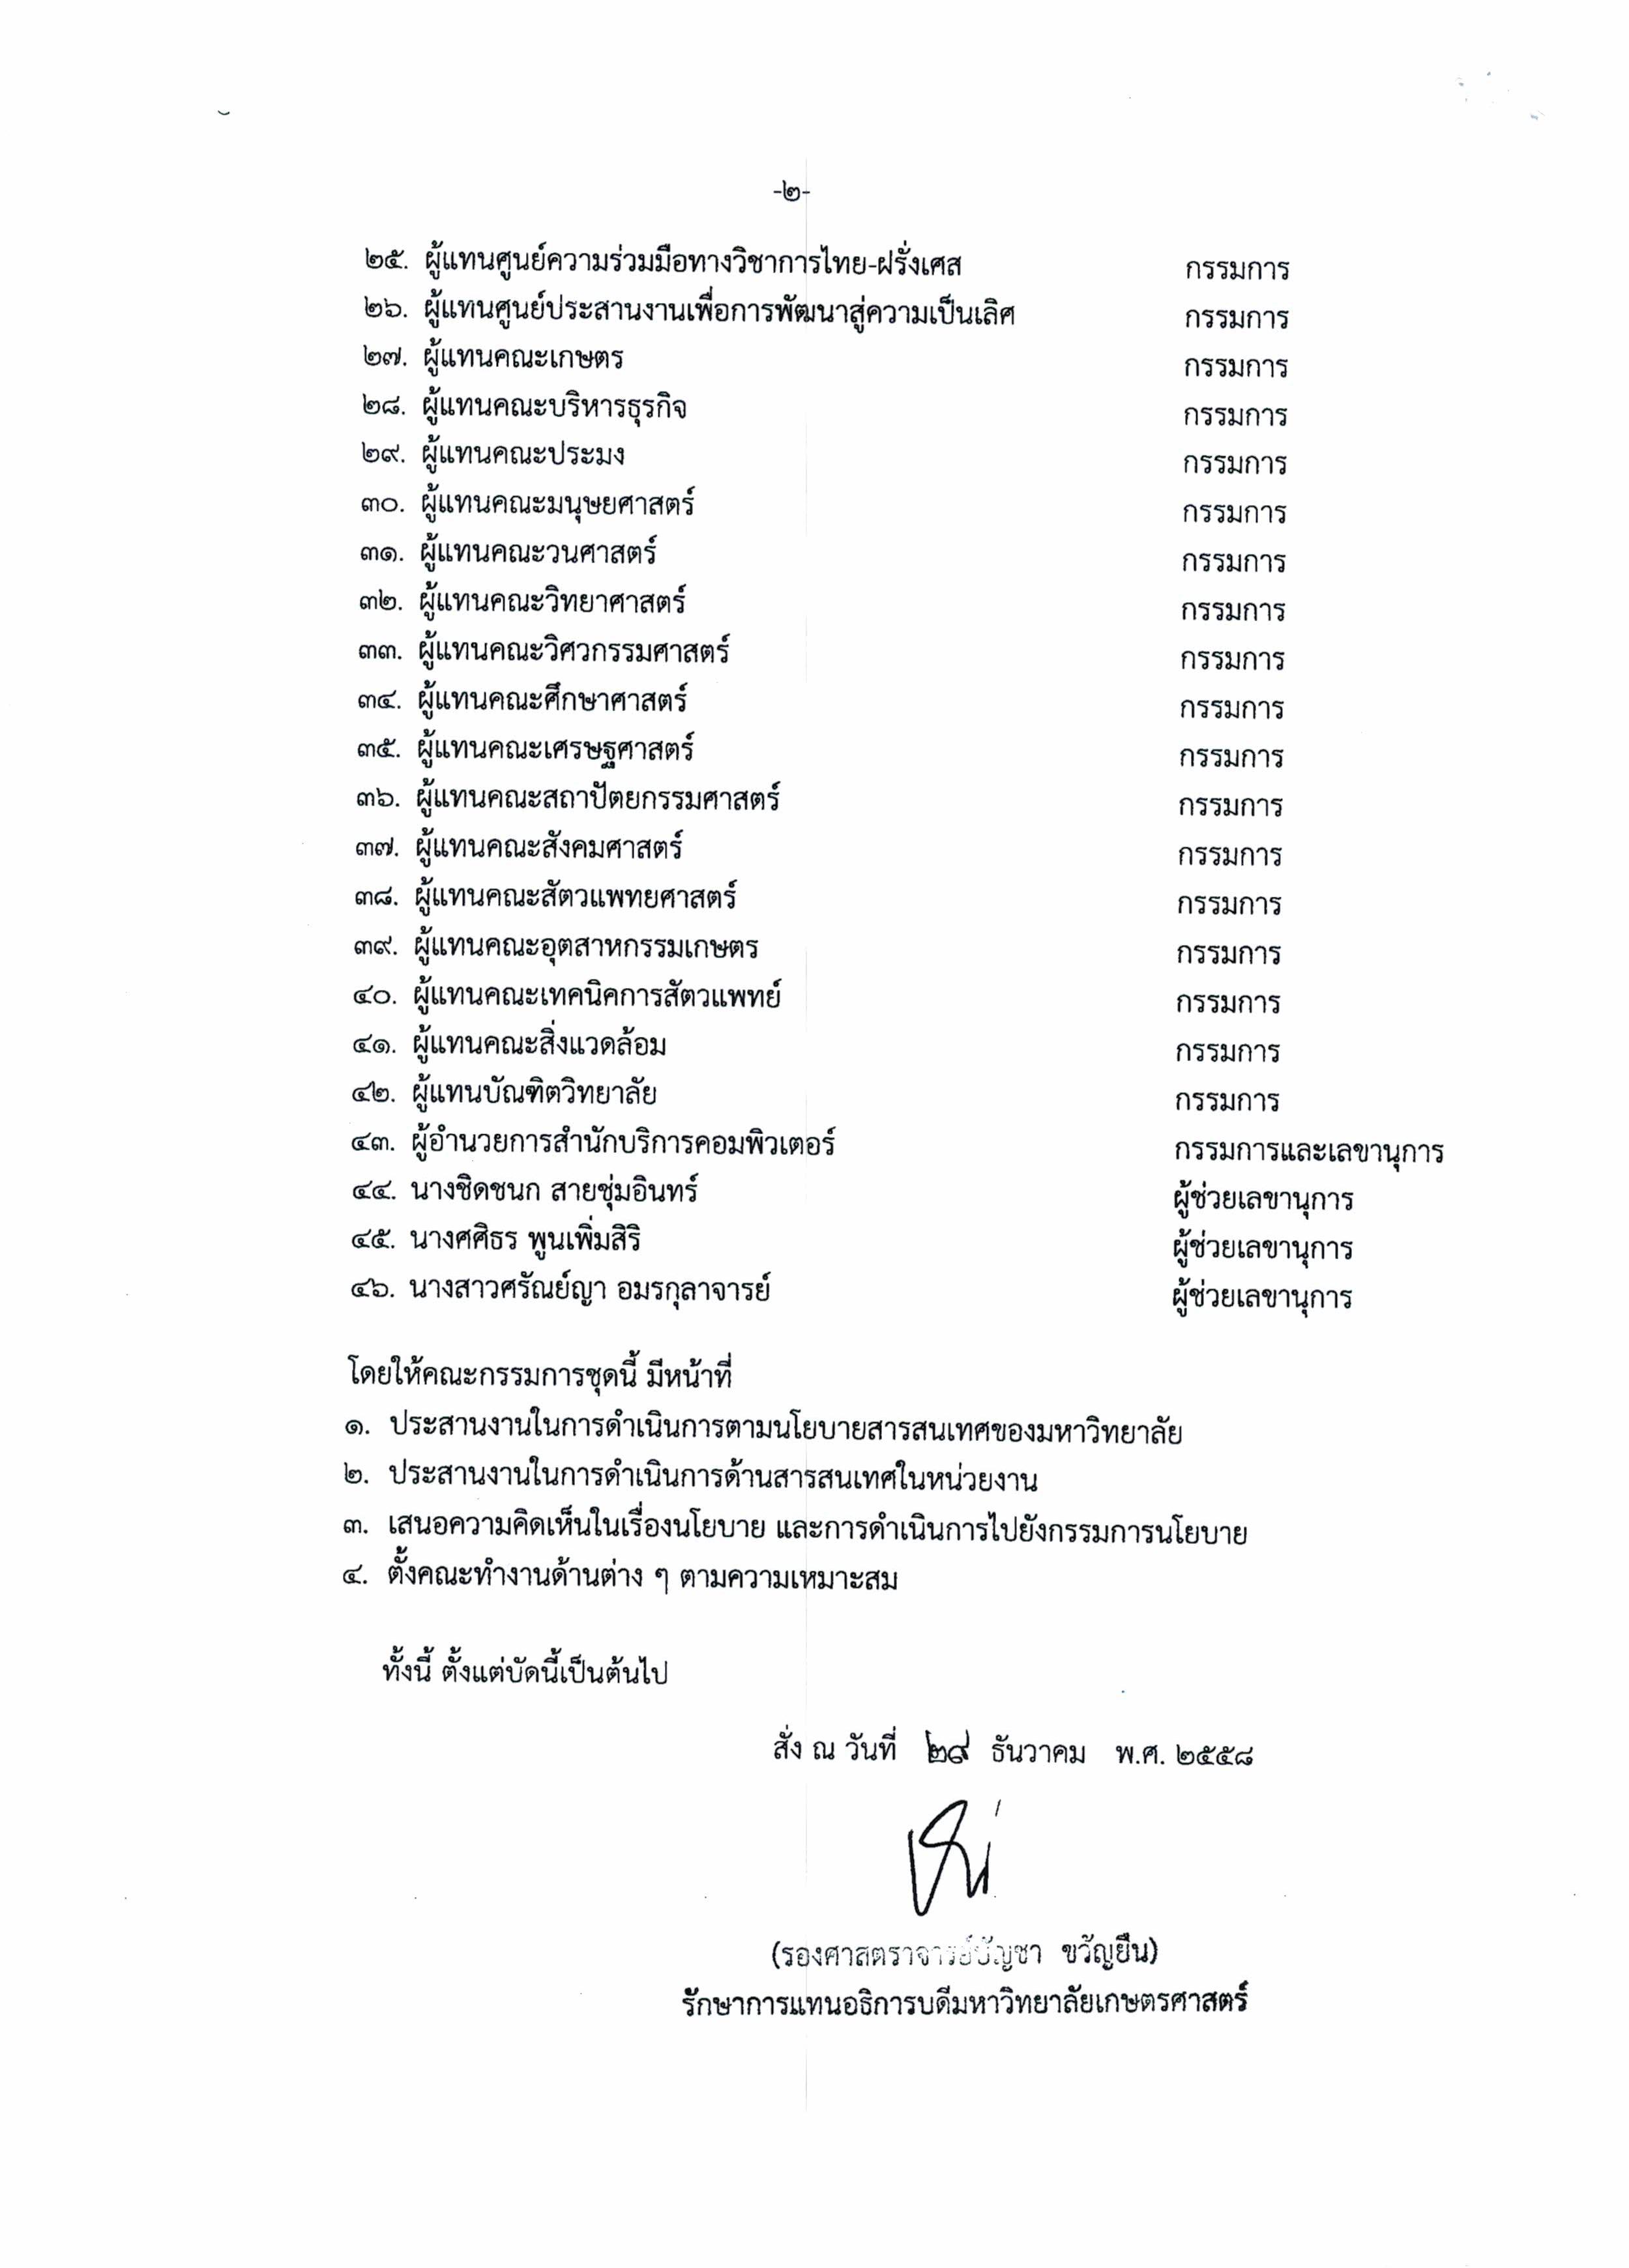 -๒-
๒๕. ผู้แทนศูนย์ความร่วมมือทางวิชาการไทย-ฝรั่งเศส กรรมการ
๒๖. ผู้แทนศูนย์ประสานงานเพื่อการพัฒนาสู่ความเป็นเลิศ กรรมการ
๒๗. ผู้แทนคณะเกษตร กรรมการ
๒๘. ผู้แทนคณะบริหารธุรกิจ กรรมการ
๒๙. ผู้แทนคณะประมง กรรมการ
๓๐. ผู้แทนคณะมนุษยศาสตร์ กรรมการ
๓๑. ผู้แทนคณะวนศาสตร์ กรรมการ
๓๒. ผู้แทนคณะวิทยาศาสตร์ กรรมการ
๓๓. ผู้แทนคณะวิศวกรรมศาสตร์ กรรมการ
๓๔. ผู้แทนคณะศึกษาศาสตร์ กรรมการ
๓๕. ผู้แทนคณะเศรษฐศาสตร์ กรรมการ
๓๖. ผู้แทนคณะสถาปัตยกรรมศาสตร์ กรรมการ
๓๗. ผู้แทนคณะสังคมศาสตร์ กรรมการ
๓๘. ผู้แทนคณะสัตวแพทยศาสตร์ กรรมการ
๓๙. ผู้แทนคณะอุตสาหกรรมเกษตร กรรมการ
๔๐. ผู้แทนคณะเทคนิคการสัตวแพทย์ กรรมการ
๔๑. ผู้แทนคณะสิ่งแวดล้อม กรรมการ
๔๒. ผู้แทนบัณฑิตวิทยาลัย กรรมการ
๔๓. ผู้อำนวยการสำนักบริการคอมพิวเตอร์ กรรมการและเลขานุการ
๔๔. นางชิดชนก สายชุ่มอินทร์ ผู้ช่วยเลขานุการ
๔๕. นางศศิธร พูนเพิ่มสิริ ผู้ช่วยเลขานุการ
๔๖. นางสาวศรัณย์ญา อมรกุลาจารย์ ผู้ช่วยเลขานุการ
โดยให้คณะกรรมการชุดนี้ มีหน้าที่
๑. ประสานงานในการดำเนินการตามนโยบายสารสนเทศของมหาวิทยาลัย
๒. ประสานงานในการดำเนินการด้านสารสนเทศในหน่วยงาน
๓. เสนอความคิดเห็นในเรื่องนโยบาย และการดำเนินการไปยังกรรมการนโยบาย
๔. ตั้งคณะทำงานด้านต่าง ๆ ตามความเหมาะสม
ทั้งนี้ ตั้งแต่บัดนี้เป็นต้นไป
สั่ง ณ วันที่ ๒๙ ธันวาคม พ.ศ. ๒๕๕๘
(รองศาสตราจารย์บัญชา ขวัญยืน)
รักษาการแทนอธิการบดีมหาวิทยาลัยเกษตรศาสตร์